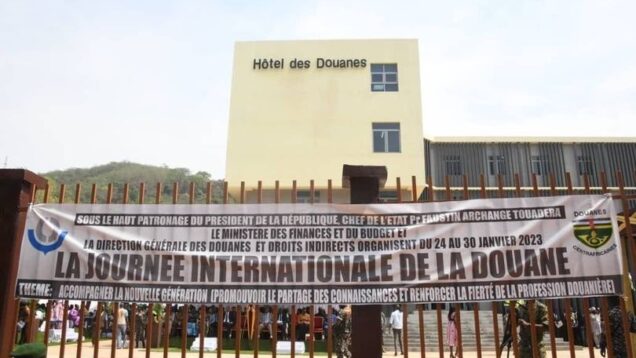 Hôtel des Douanes
SOUS LE HAUT PATRONAGE DU PRESIDENT DE LA RÉPUBLIQUE, CHEF DE L'ETAT Pr FAUSTIN ARCHANGE TOUADERA
LE MINISTERE DES FINANCES ET DU BUDGET ET
LA DIRECTION GÉNÉRALE DES DOUANES ET DROITS INDIRECTS ORGANISENT DU 24 AU 30 JANVIER 2023
LA JOURNEE INTERNATIONALE DE LA DOUANE
THEME: ACCOMPAGNER LA NOUVELLE GÉNÉRATION (PROMOUVOIR LE PARTAGE DES CONNAISSANCES ET RENFORCER LA FIERTÉ DE LA PROFESSION DOUANIÈRE)
DOUANES
CENTRAFRICAINES